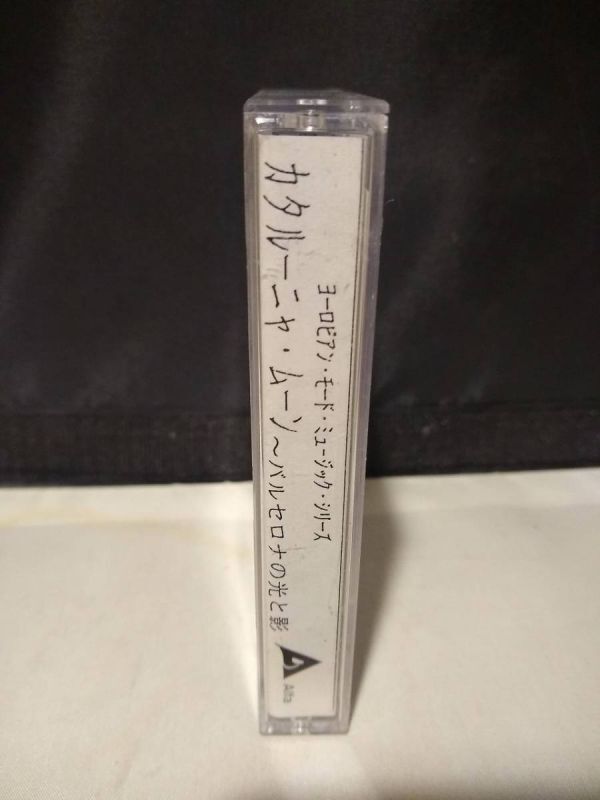 ヨーロピアン・モード・ミュージック・シリーズ
カタルーニャ・ムーン～バルセロナの光と影
Alfa